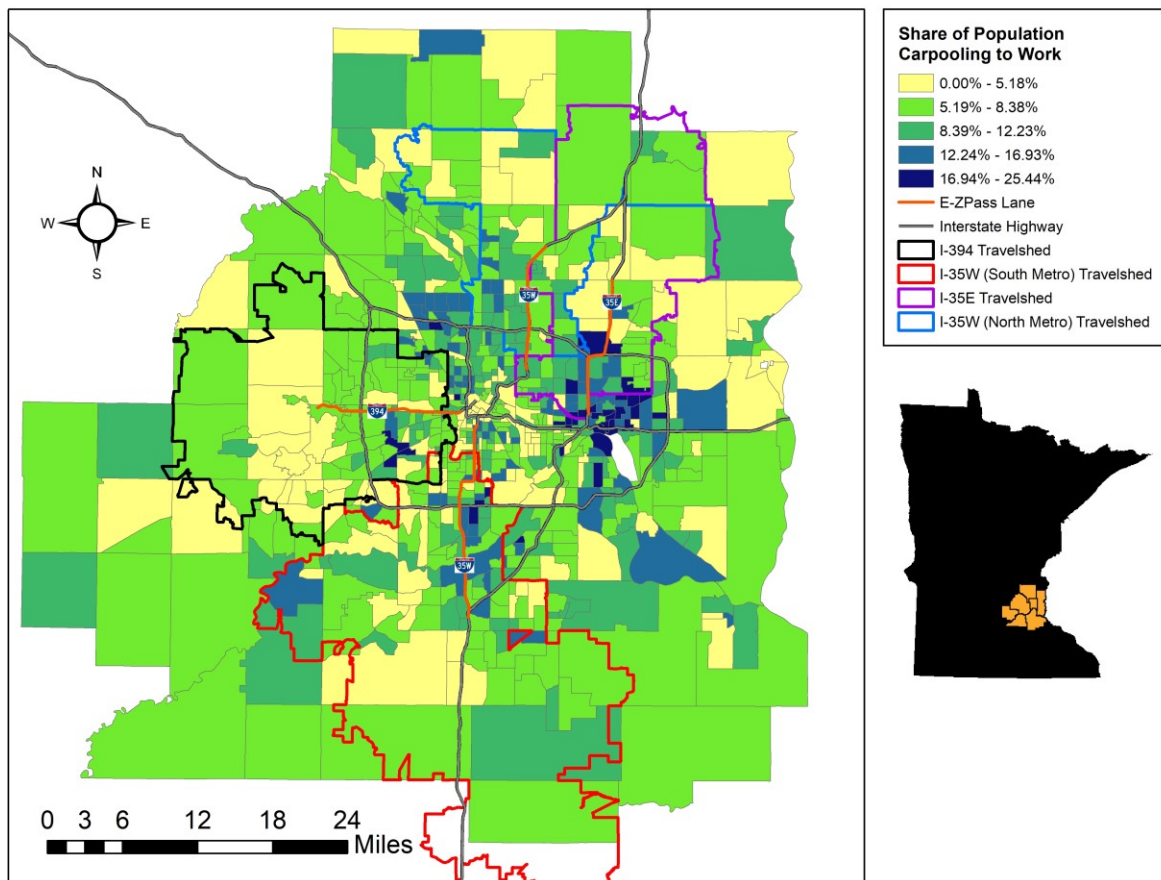 N
W
E
S
35W
35E
394
35W
0 3 6 12 18 24
Miles
Share of Population
Carpooling to Work
0.00% - 5.18%
5.19% - 8.38%
8.39% - 12.23%
12.24% - 16.93%
16.94% - 25.44%
E-ZPass Lane
Interstate Highway
I-394 Travelshed
I-35W (South Metro) Travelshed
I-35E Travelshed
I-35W (North Metro) Travelshed